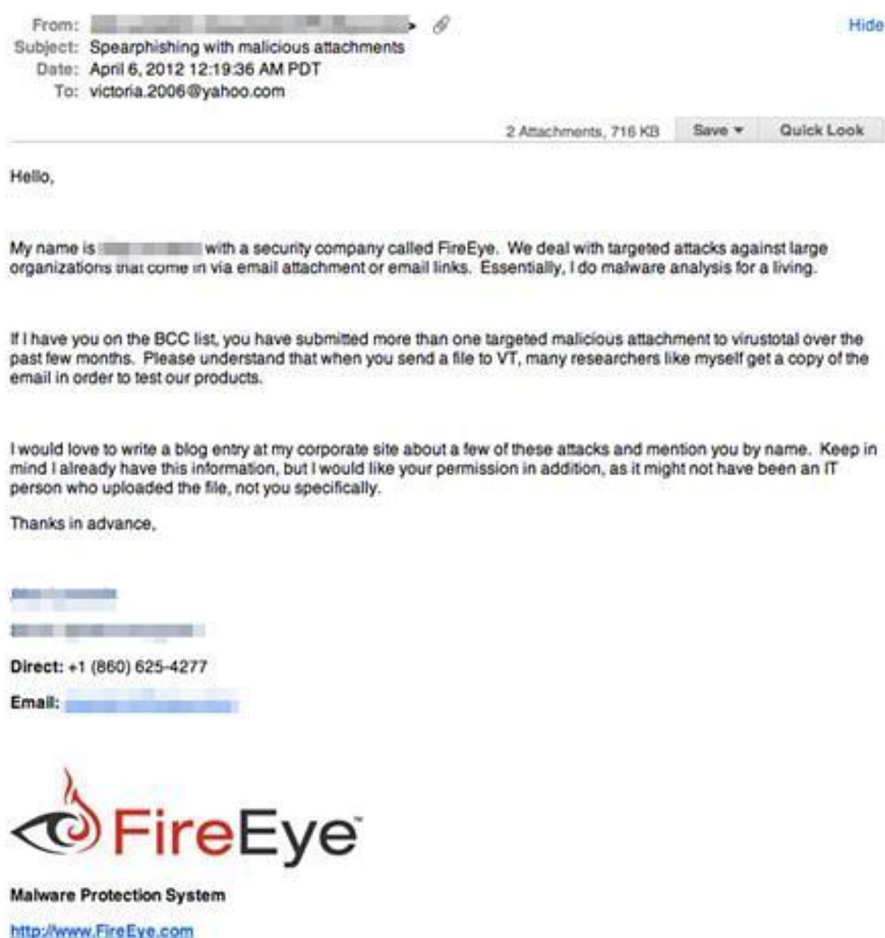 From: >
Hide
Subject: Spearphishing with malicious attachments
Date: April 6, 2012 12:19:36 AM PDT
To: victoria.2006@yahoo.com
2 Attachments, 716 KB Save Quick Look
Hello,
My name is with a security company called FireEye. We deal with targeted attacks against large
organizations that come in via email attachment or email links. Essentially, I do malware analysis for a living.
If I have you on the BCC list, you have submitted more than one targeted malicious attachment to virustotal over the
past few months. Please understand that when you send a file to VT, many researchers like myself get a copy of the
email in order to test our products.
I would love to write a blog entry at my corporate site about a few of these attacks and mention you by name. Keep in
mind I already have this information, but I would like your permission in addition, as it might not have been an IT
person who uploaded the file, not you specifically.
Thanks in advance,
Direct: +1 (860) 625-4277
Email:
FireEye™
Malware Protection System
http://www.FireEye.com